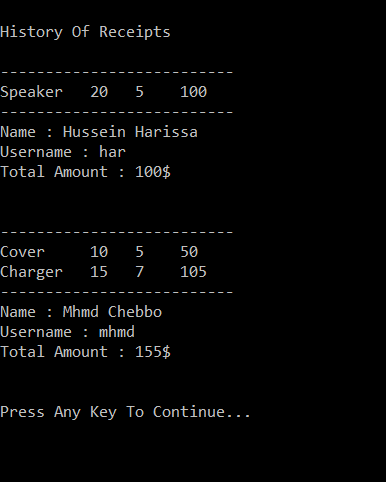 History Of Receipts
--------------------------
Speaker   20   5    100
--------------------------
Name : Hussein Harissa
Username : har
Total Amount : 100$
--------------------------
Cover     10   5    50
Charger   15   7    105
--------------------------
Name : Mhmd Chebbo
Username : mhmd
Total Amount : 155$
Press Any Key To Continue...